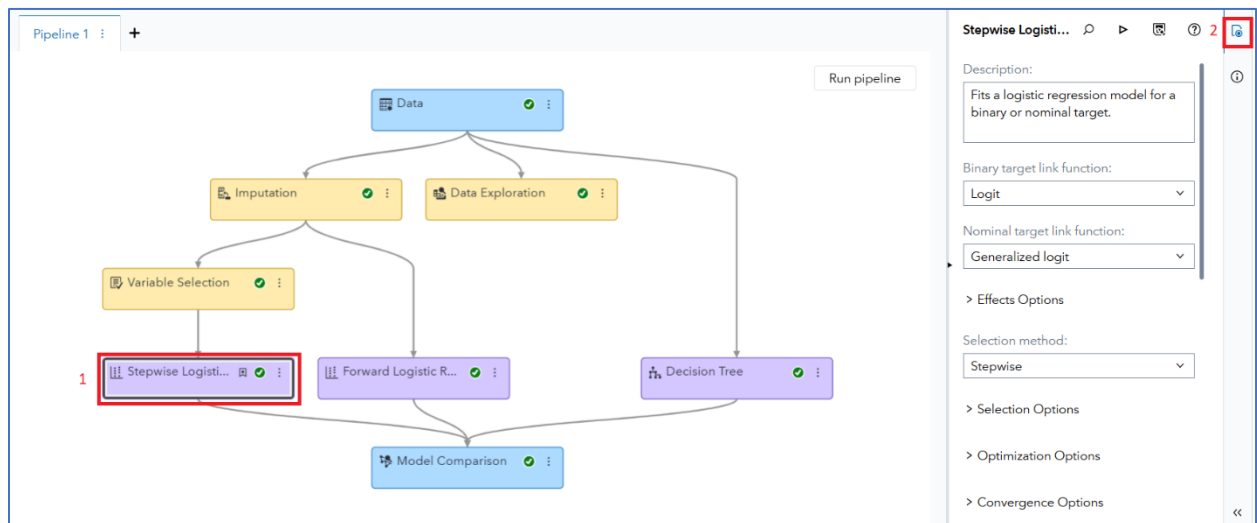 Pipeline 1
Run pipeline
Data
Imputation
Data Exploration
Variable Selection
1
Stepwise Logisti...
Forward Logistic R...
Decision Tree
Model Comparison
Stepwise Logisti...
2
Description:
Fits a logistic regression model for a
binary or nominal target.
Binary target link function:
Logit
Nominal target link function:
Generalized logit
> Effects Options
Selection method:
Stepwise
> Selection Options
> Optimization Options
> Convergence Options